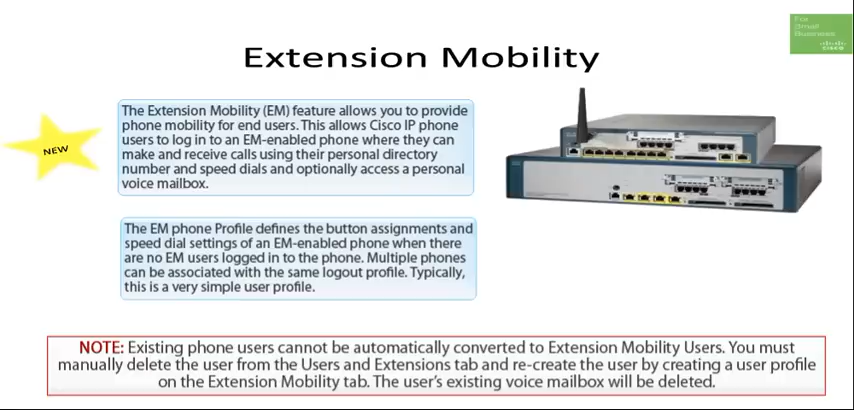 For
Small
Business
cisco
Extension Mobility
NEW
The Extension Mobility (EM) feature allows you to provide
phone mobility for end users. This allows Cisco IP phone
users to log in to an EM-enabled phone where they can
make and receive calls using their personal directory
number and speed dials and optionally access a personal
voice mailbox.
The EM phone Profile defines the button assignments and
speed dial settings of an EM-enabled phone when there
are no EM users logged in to the phone. Multiple phones
can be associated with the same logout profile. Typically,
this is a very simple user profile.
NOTE: Existing phone users cannot be automatically converted to Extension Mobility Users. You must
manually delete the user from the Users and Extensions tab and re-create the user by creating a user profile
on the Extension Mobility tab. The user's existing voice mailbox will be deleted.